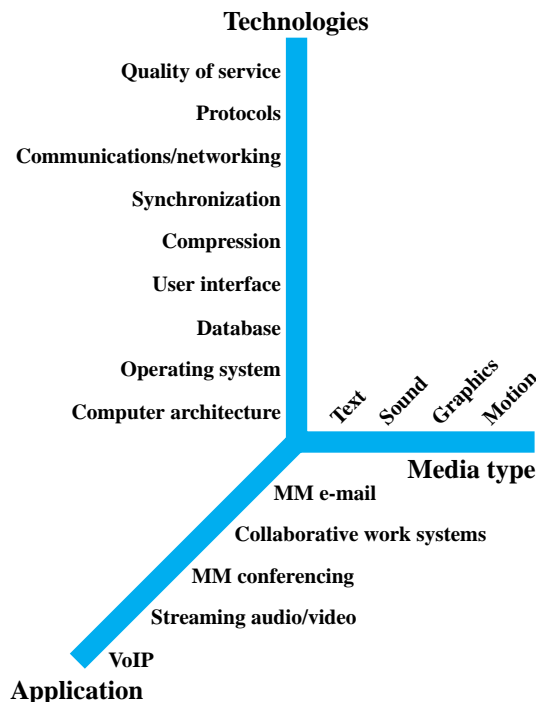 Technologies
Quality of service
Protocols
Communications/networking
Synchronization
Compression
User interface
Database
Operating system
Computer architecture
Text
Sound
Graphics
Motion
Media type
MM e-mail
Collaborative work systems
MM conferencing
Streaming audio/video
VoIP
Application